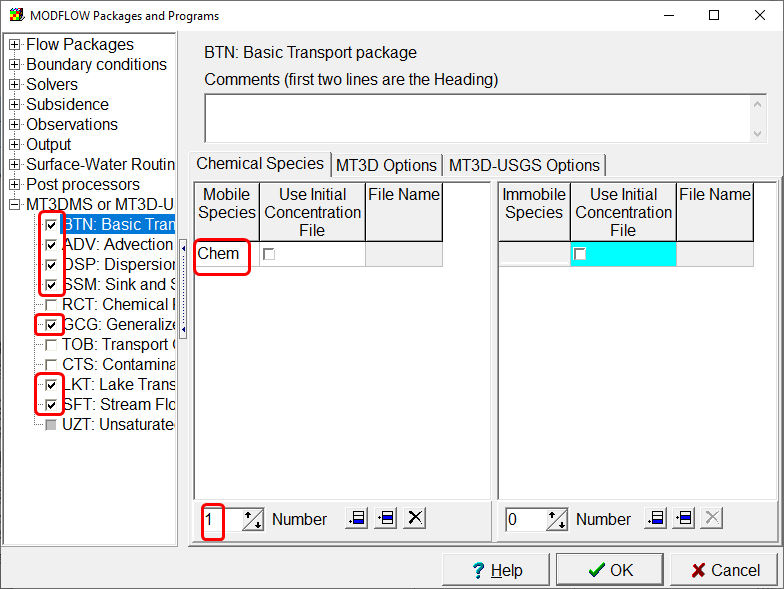 MODFLOW Packages and Programs
Flow Packages
Boundary conditions
Solvers
Subsidence
Observations
Output
Surface-Water Routin
Post processors
MT3DMS or MT3D-U
BTN: Basic Tran
ADV: Advection
DSP: Dispersion
SSM: Sink and S
RCT: Chemical R
GCG: Generalize
TOB: Transport O
CTS: Contamina
LKT: Lake Trans
SFT: Stream Flo
UZT: Unsaturate
BTN: Basic Transport package
Comments (first two lines are the Heading)
Chemical Species MT3D Options MT3D-USGS Options
Mobile Species
Use Initial Concentration File
File Name
Chem
1 Number
Immobile Species
Use Initial Concentration File
File Name
0 Number
? Help
OK
Cancel